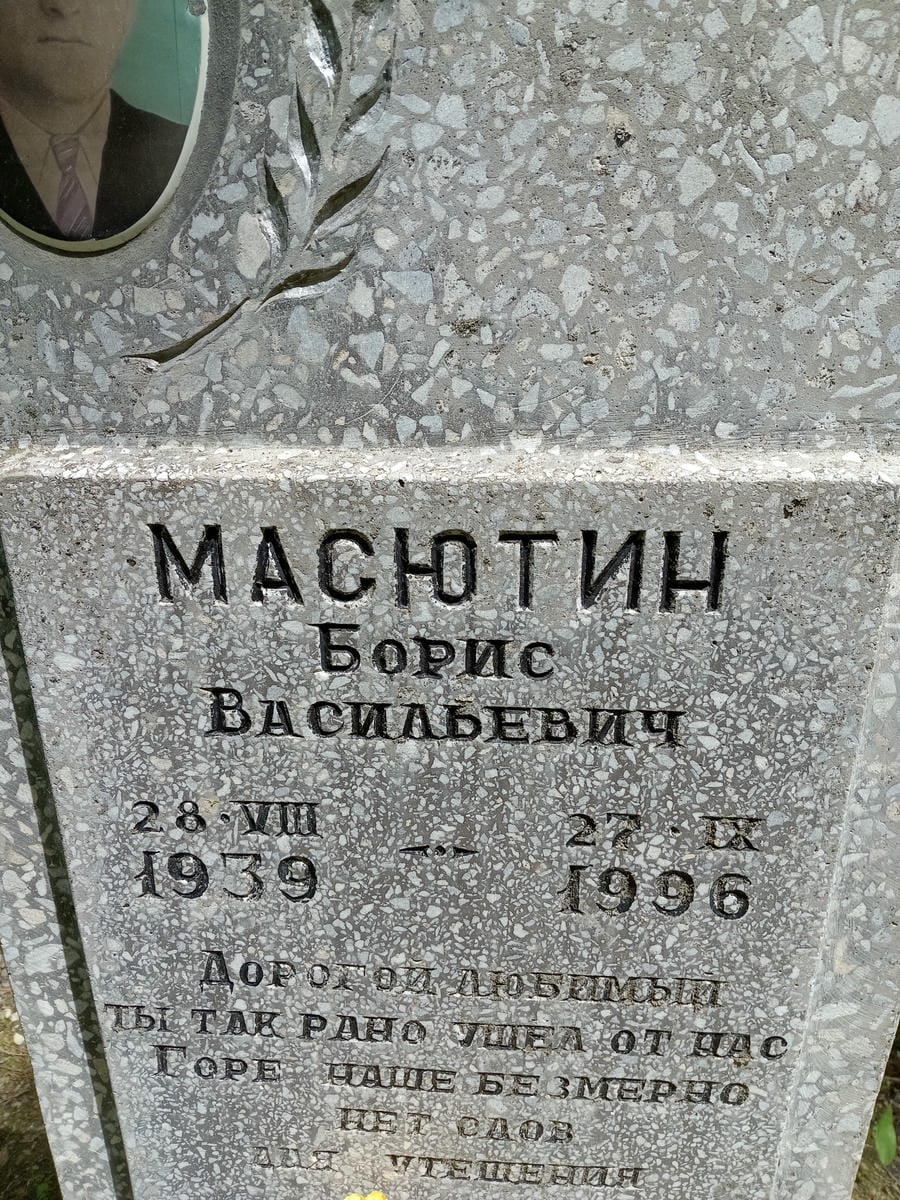 МАСЮТИН
Борис
Васильевич
28·VIII 27·IX
1939 1996
Дорогой любимый
ты так рано ушел от нас
Горе наше безмерно
нет слов
для утешения